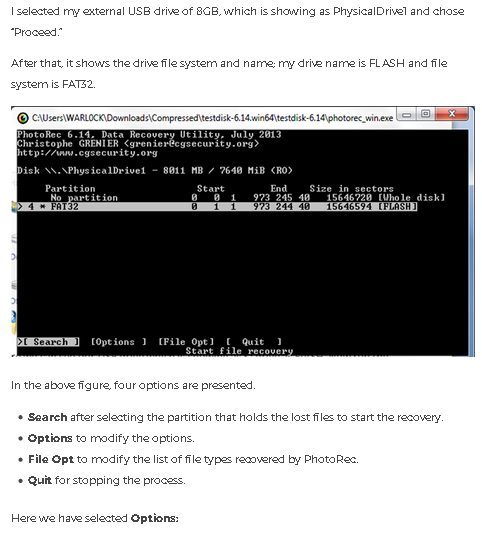 I selected my external USB drive of 8GB, which is showing as PhysicalDrive1 and chose
“Proceed.”
After that, it shows the drive file system and name; my drive name is FLASH and file
system is FAT32.
C:\Users\WARL0CK\Downloads\Compressed\testdisk-6.14.win64\testdisk-6.14\photorec_win.exe
PhotoRec 6.14, Data Recovery Utility, July 2013
Christophe GRENIER <grenier@cgsecurity.org>
http://www.cgsecurity.org
Disk \\.\PhysicalDrive1 - 8011 MB / 7640 MiB (RO)
Partition Start End Size in sectors
No partition 0 0 1 973 245 40 15646720 [Whole disk]
> 4 * FAT32 0 1 1 973 244 40 15646594 [FLASH]
>[ Search ] [Options ] [File Opt] [ Quit ]
Start file recovery
In the above figure, four options are presented.
• Search after selecting the partition that holds the lost files to start the recovery.
• Options to modify the options.
• File Opt to modify the list of file types recovered by PhotoRec.
• Quit for stopping the process.
Here we have selected Options: